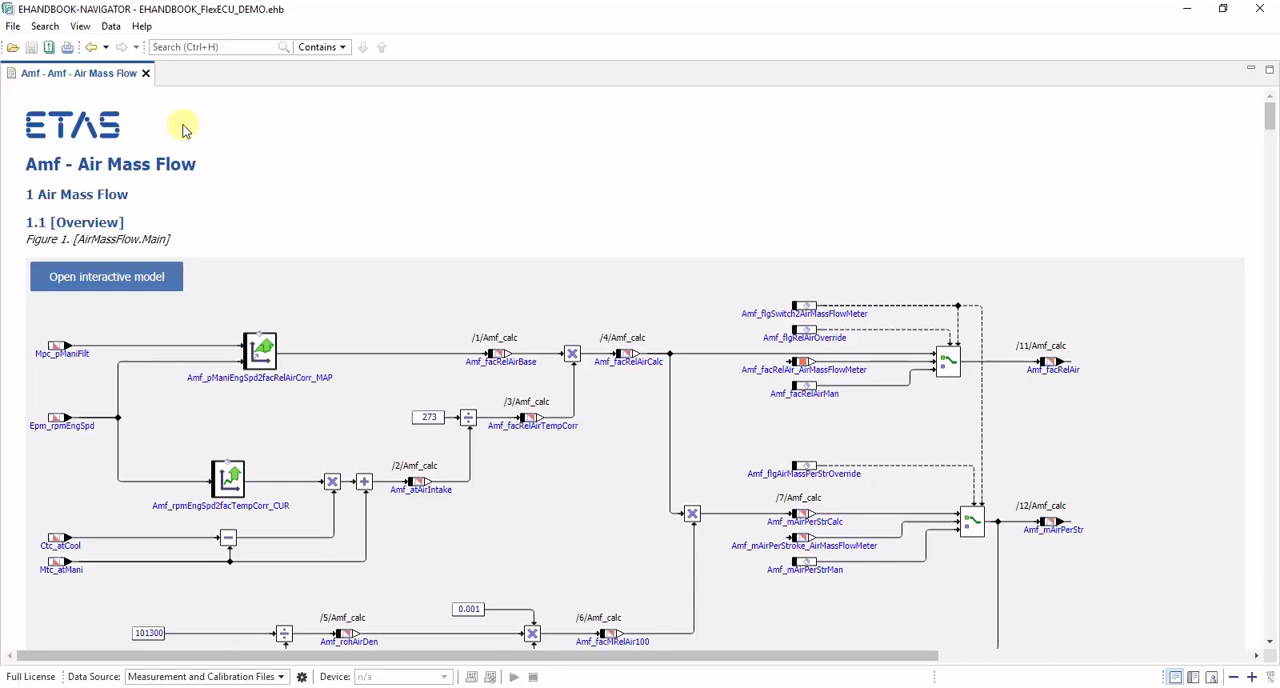 EHANDBOOK-NAVIGATOR - EHANDBOOK_FlexECU_DEMO.ehb
File Search View Data Help
Search (Ctrl+H) Contains
Amf - Amf - Air Mass Flow
ETAS
Amf - Air Mass Flow
1 Air Mass Flow
1.1 [Overview]
Figure 1. [AirMassFlow.Main]
Open interactive model
Amf_flgSwitch2AirMassFlowMeter
/1/Amf_calc /4/Amf_calc Amf_flgRelAirOverride /11/Amf_calc
Mpc_pManiFilt Amf_facRelAirBase Amf_facRelAirCalc Amf_facRelAir_AirMassFlowMeter Amf_facRelAir
Amf_pManiEngSpd2facRelAirCorr_MAP Amf_facRelAirMan
/3/Amf_calc
Epm_rpmEngSpd 273 Amf_facRelAirTempCorr
/2/Amf_calc Amf_flgAirMassPerStrOverride
Amf_atAirIntake
Amf_rpmEngSpd2facTempCorr_CUR /7/Amf_calc /12/Amf_calc
Amf_mAirPerStrCalc Amf_mAirPerStr
Ctc_atCool Amf_mAirPerStroke_AirMassFlowMeter
Mtc_atMani Amf_mAirPerStrMan
0.001
/5/Amf_calc /6/Amf_calc
101300 Amf_rohAirDen Amf_facMRelAir100
Full License Data Source: Measurement and Calibration Files Device: n/a